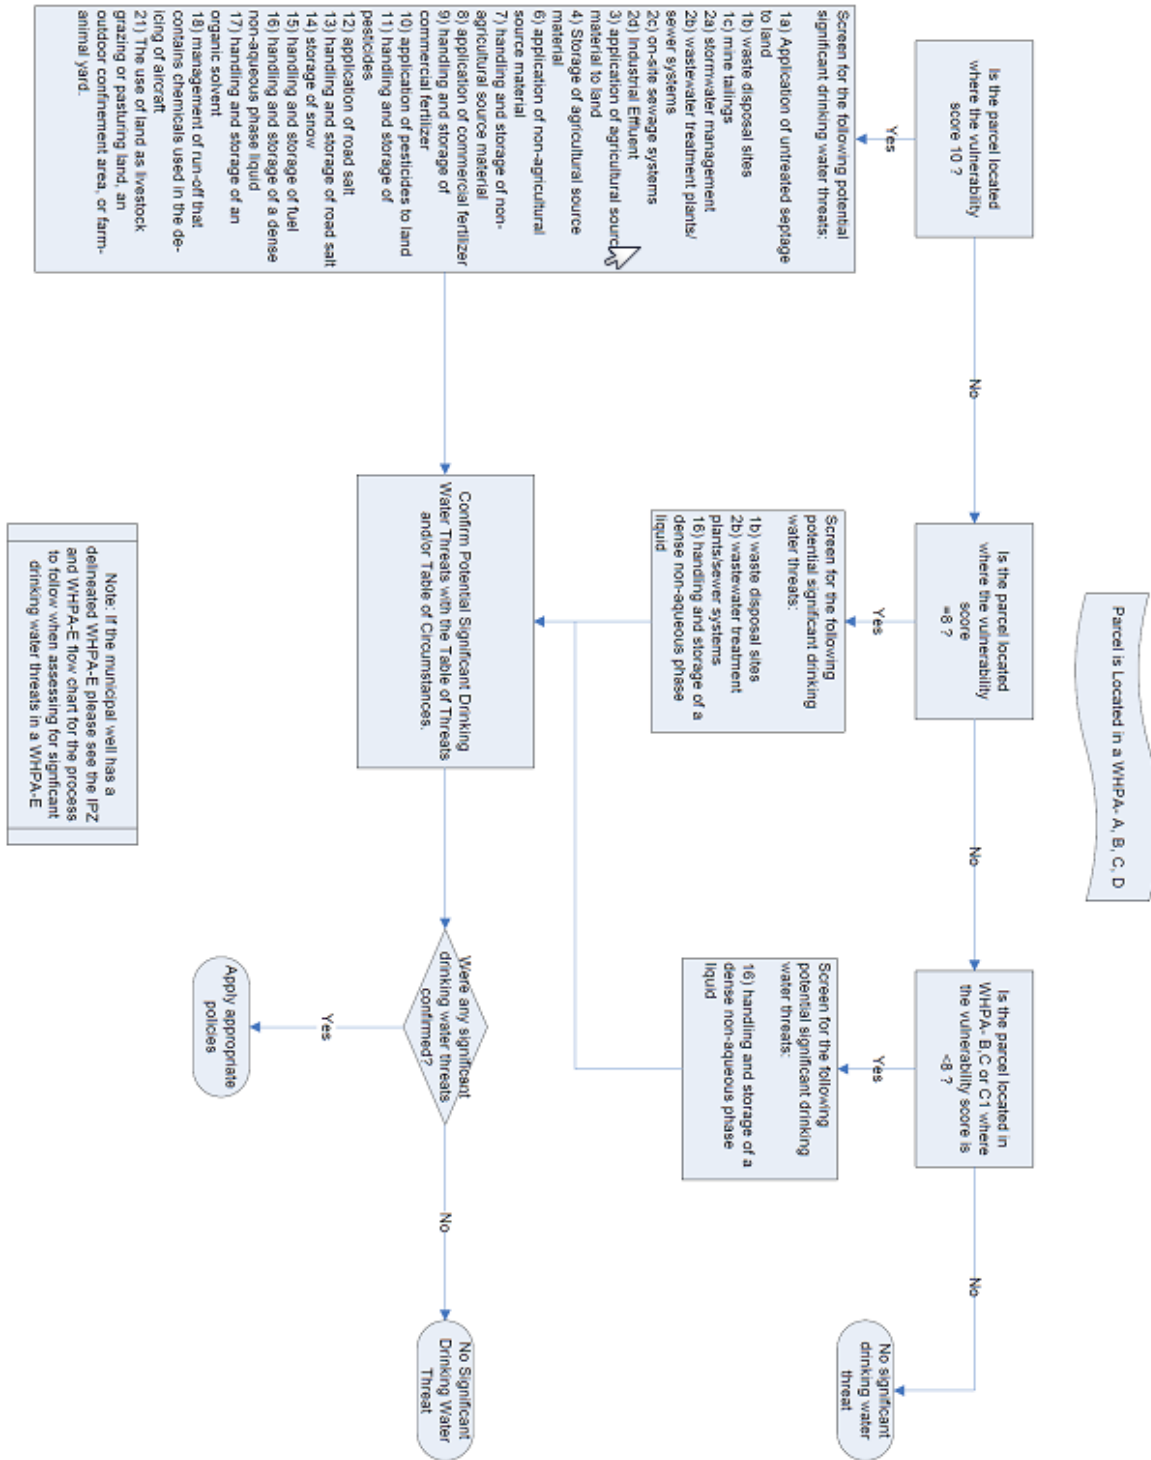 Parcel is Located in a WHPA- A, B, C, D
Is the parcel located
where the vulnerability
score 10 ?
No
Is the parcel located
where the vulnerability
score
=8 ?
No
Is the parcel located in
WHPA- B,C or C1 where
the vulnerability score is
<8 ?
No
Yes
Yes
Yes
No significant
drinking water
threat
Screen for the following potential
significant drinking water threats:
1a) Application of untreated septage
to land
1b) waste disposal sites
1c) mine tailings
2a) stormwater management
2b) wastewater treatment plants/
sewer systems
2c) on-site sewage systems
2d) Industrial Effluent
3) application of agricultural source
material to land
4) Storage of agricultural source
material
6) application of non-agricultural
source material
7) handling and storage of non-
agricultural source material
8) application of commercial fertilizer
9) handling and storage of
commercial fertilizer
10) application of pesticides to land
11) handling and storage of
pesticides
12) application of road salt
13) handling and storage of road salt
14) storage of snow
15) handling and storage of fuel
16) handling and storage of a dense
non-aqueous phase liquid
17) handling and storage of an
organic solvent
18) management of run-off that
contains chemicals used in the de-
icing of aircraft
21) The use of land as livestock
grazing or pasturing land, an
outdoor confinement area, or farm-
animal yard.
Screen for the following
potential significant drinking
water threats:
1b) waste disposal sites
2b) wastewater treatment
plants/sewer systems
16) handling and storage of a
dense non-aqueous phase
liquid
Screen for the following
potential significant drinking
water threats:
16) handling and storage of a
dense non-aqueous phase
liquid
Confirm Potential Significant Drinking
Water Threats with the Table of Threats
and/or Table of Circumstances.
Were any significant
drinking water threats
confirmed?
No
No Significant
Drinking Water
Threat
Yes
Apply appropriate
policies
Note: If the municipal well has a
delineated WHPA-E please see the IPZ
and WHPA-E flow chart for the process
to follow when assessing for signficant
drinking water threats in a WHPA-E